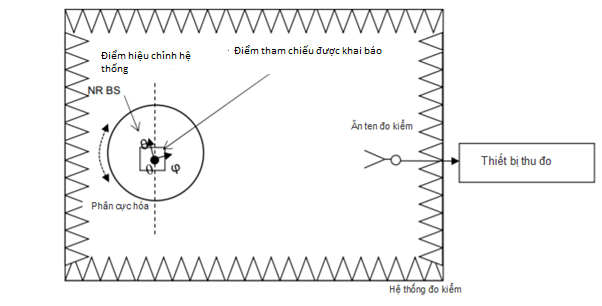 Điểm hiệu chỉnh hệ
thống
Điểm tham chiếu được khai báo
NR BS
Ăn ten đo kiểm
Thiết bị thu đo
θ
0
φ
Phân cực hóa
Hệ thống đo kiểm